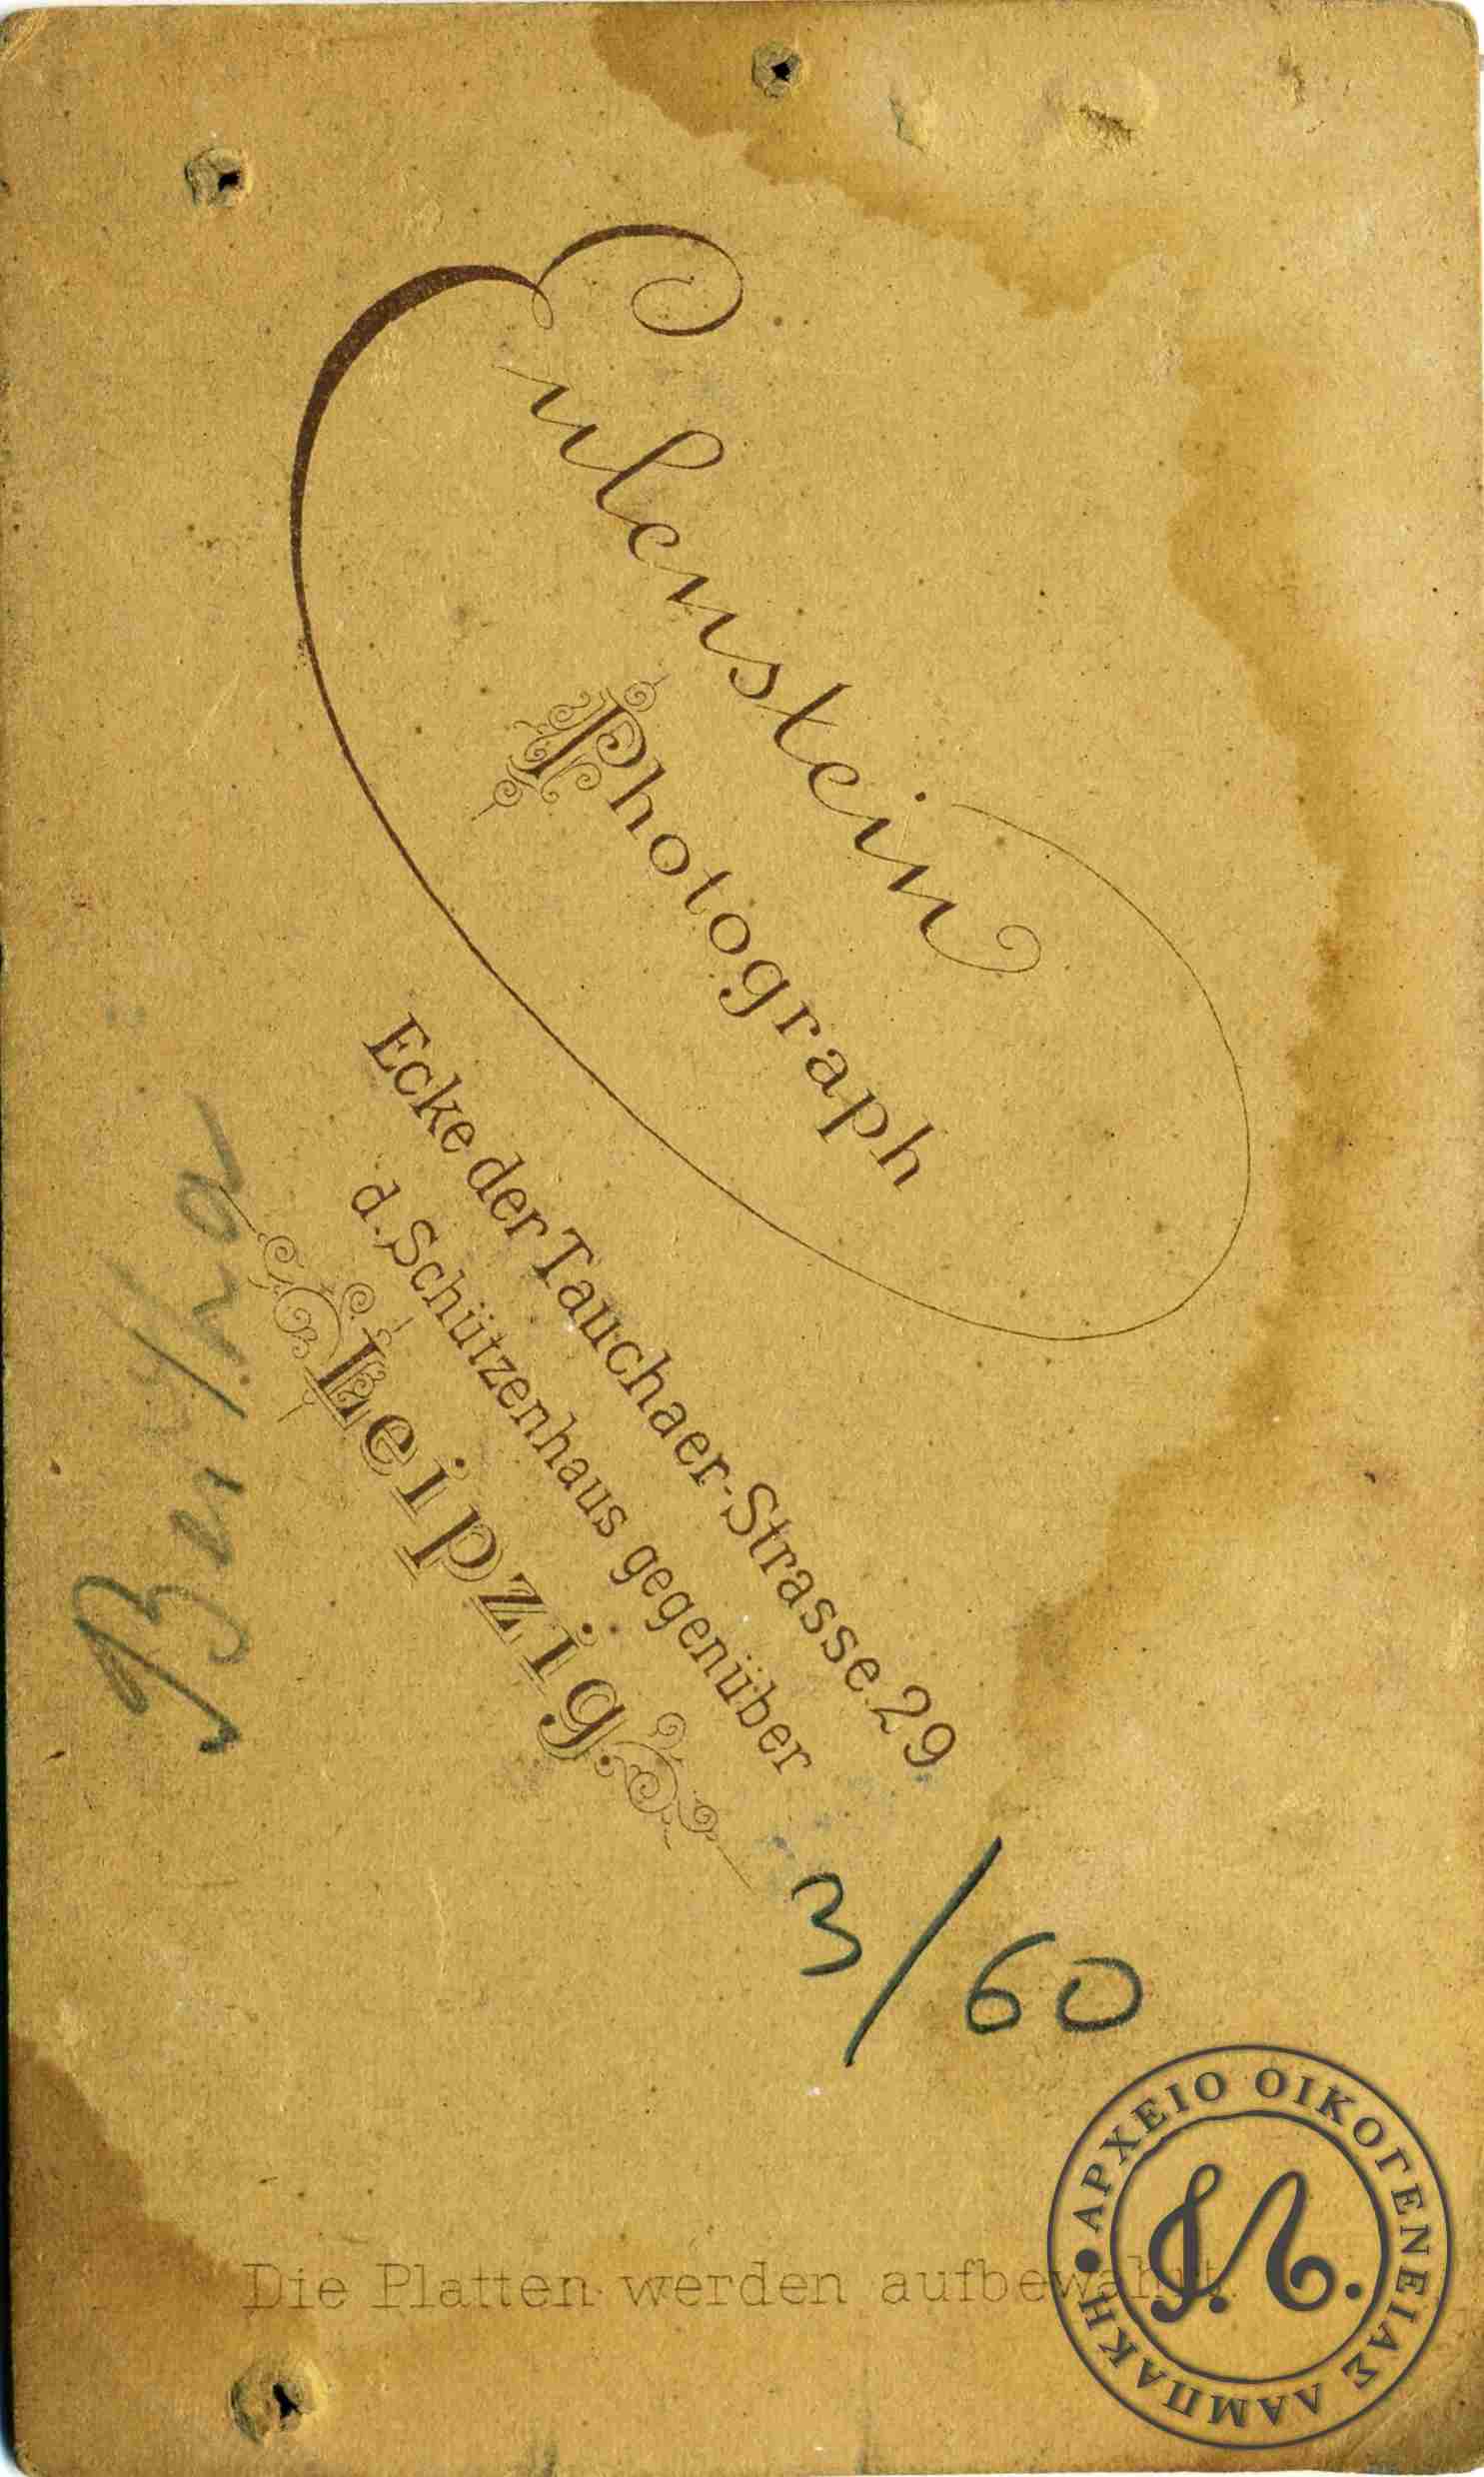 Eulenstein
Photograph
Ecke der Tauchaer-Strasse.29
d. Schützenhaus gegenüber
Leipzig.
3/60
Die Platten werden aufbewahrt.
ΑΡΧΕΙΟ ΟΙΚΟΓΕΝΕΙΑΣ ΛΑΜΠΑΚΗ